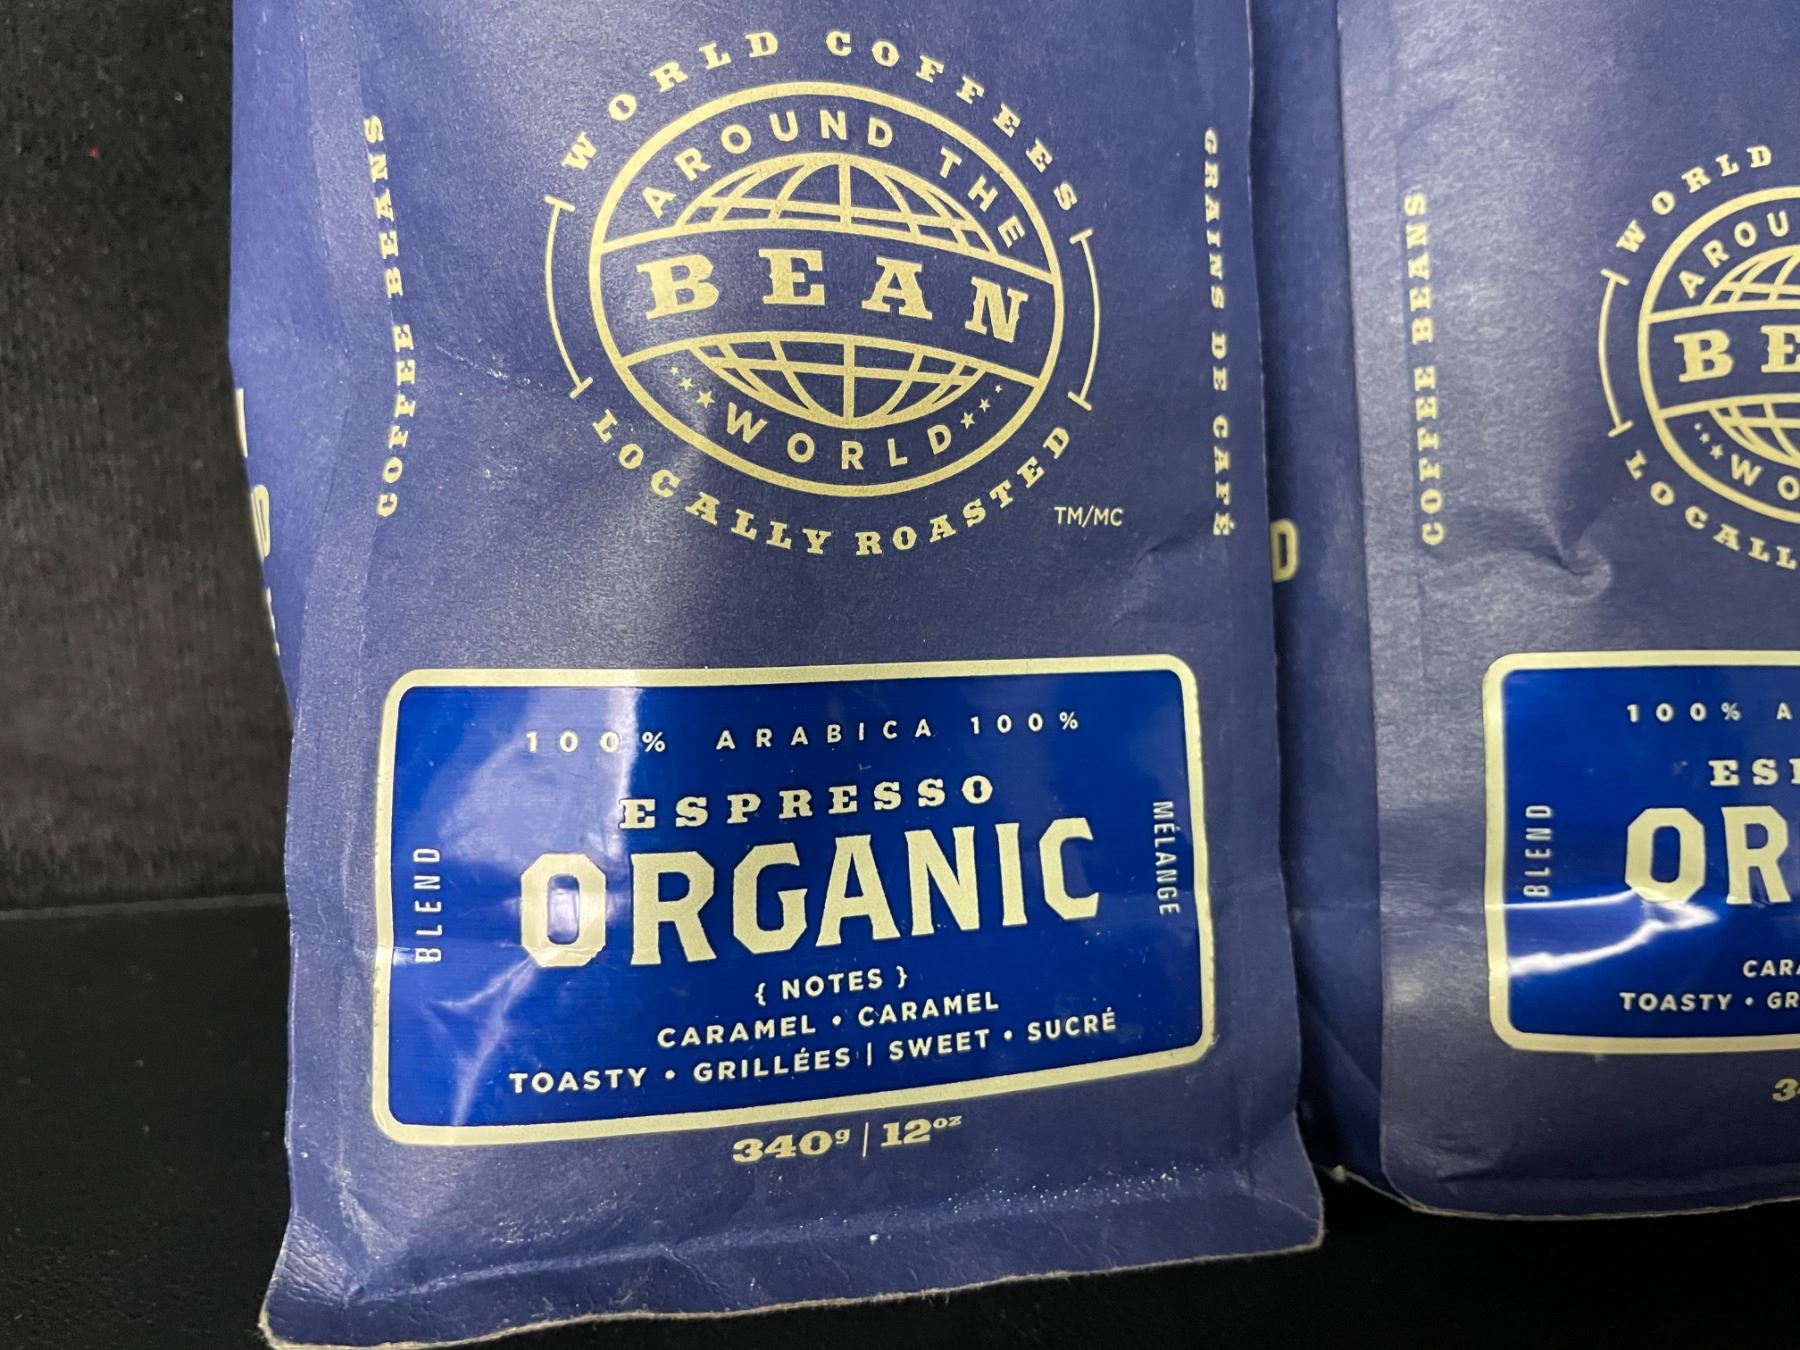 WORLD COFFEES
AROUND THE
BEAN
WORLD
LOCALLY ROASTED
TM/MC
COFFEE BEANS
GRAINS DE CAFÉ
100% ARABICA 100%
ESPRESSO
ORGANIC
BLEND
MÉLANGE
{ NOTES }
CARAMEL • CARAMEL
TOASTY • GRILLÉES | SWEET • SUCRÉ
340g | 12oz
COFFEE BEANS
WORLD
BLEND
100%
TOASTY